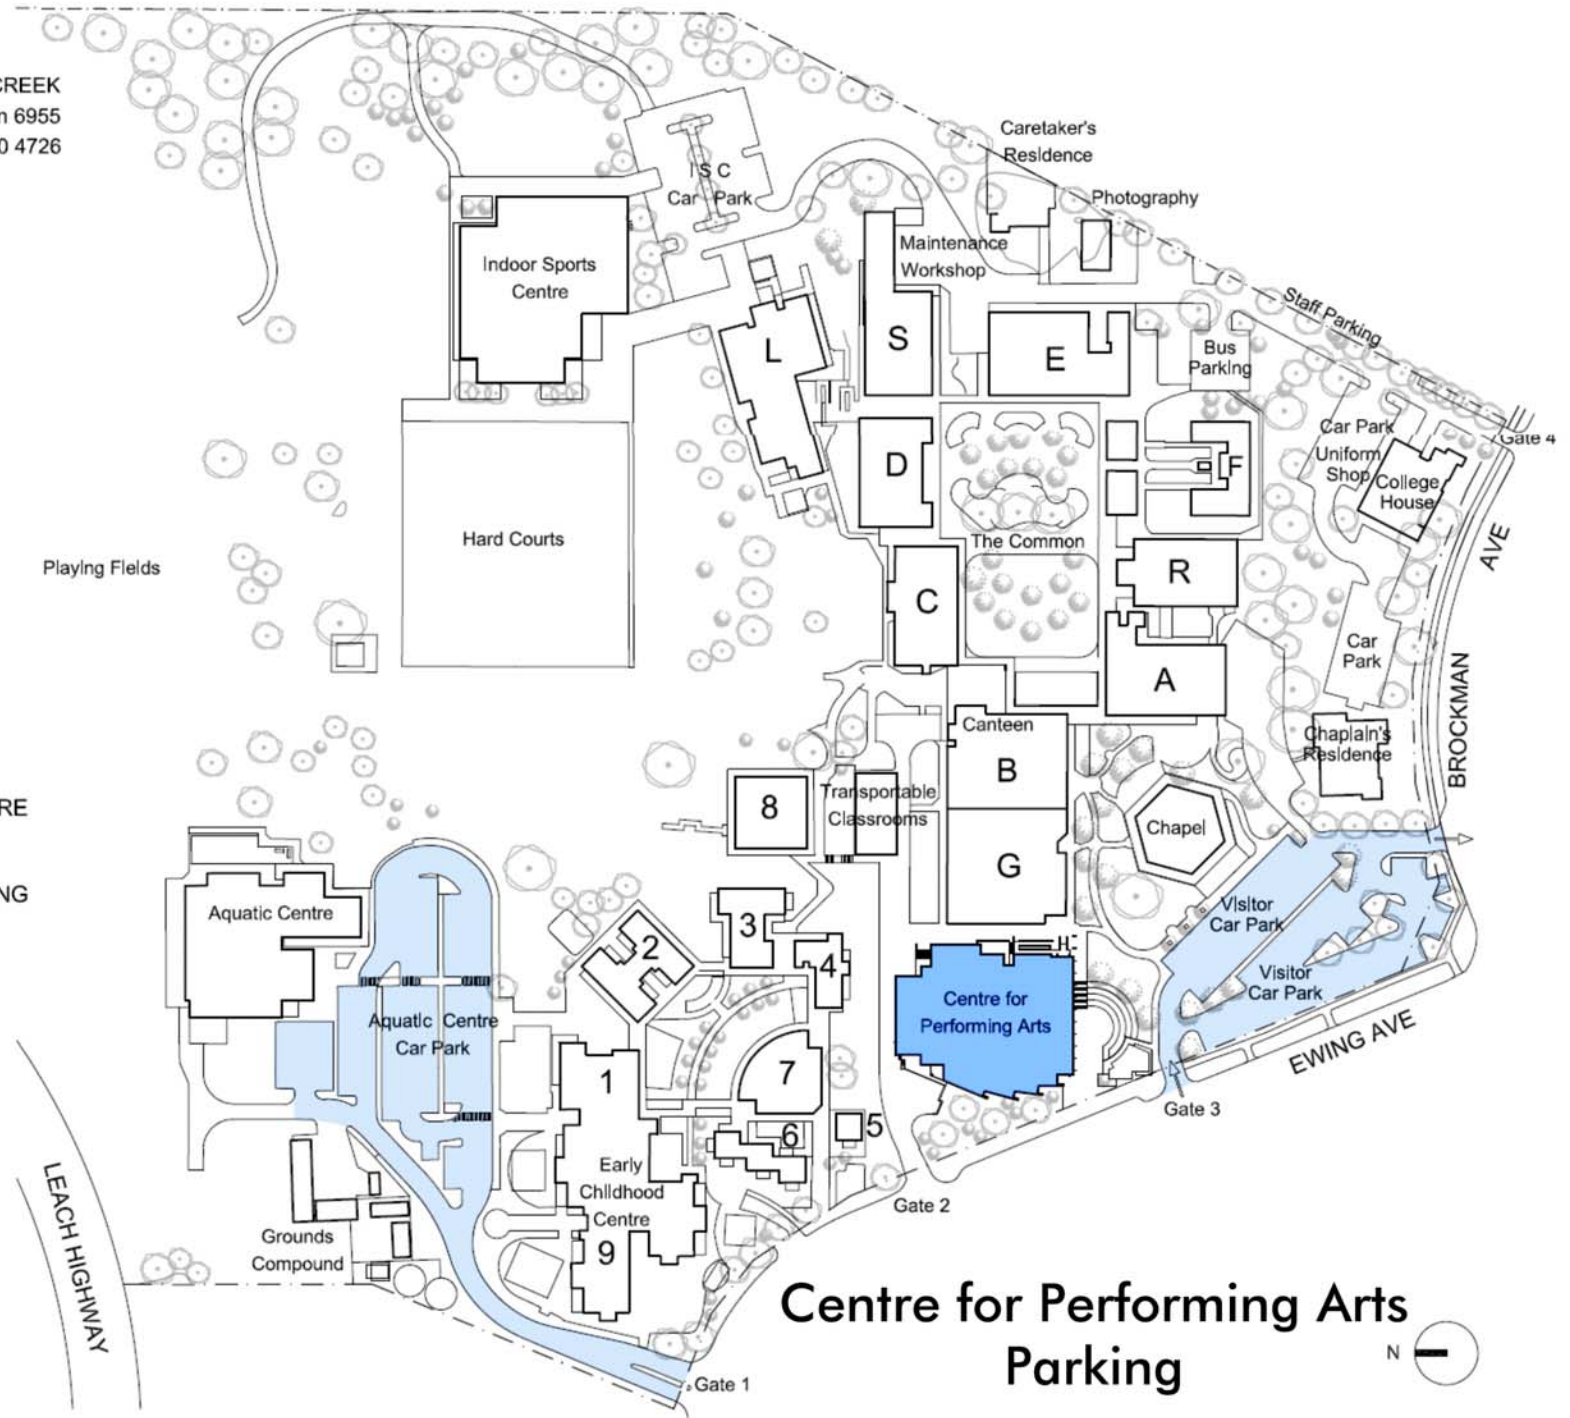 CREEK
6955
4726
Caretaker's
Residence
Photography
I S C
Car Park
Maintenance
Workshop
Indoor Sports
Centre
Staff Parking
L
S
E
Bus
Parking
Car Park
Uniform
Shop
Gate 4
College
House
D
F
Hard Courts
The Common
Playing Fields
AVE
R
C
Car
Park
A
BROCKMAN
Canteen
Chaplain's
Residence
B
Transportable
Classrooms
8
RE
Chapel
G
NG
Aquatic Centre
Visitor
Car Park
3
2
H
4
Visitor
Car Park
Centre for
Performing Arts
Aquatic Centre
Car Park
EWING AVE
7
1
Gate 3
5
6
Early
Childhood
Centre
9
LEACH HIGHWAY
Gate 2
Grounds
Compound
Centre for Performing Arts
Parking
N
Gate 1